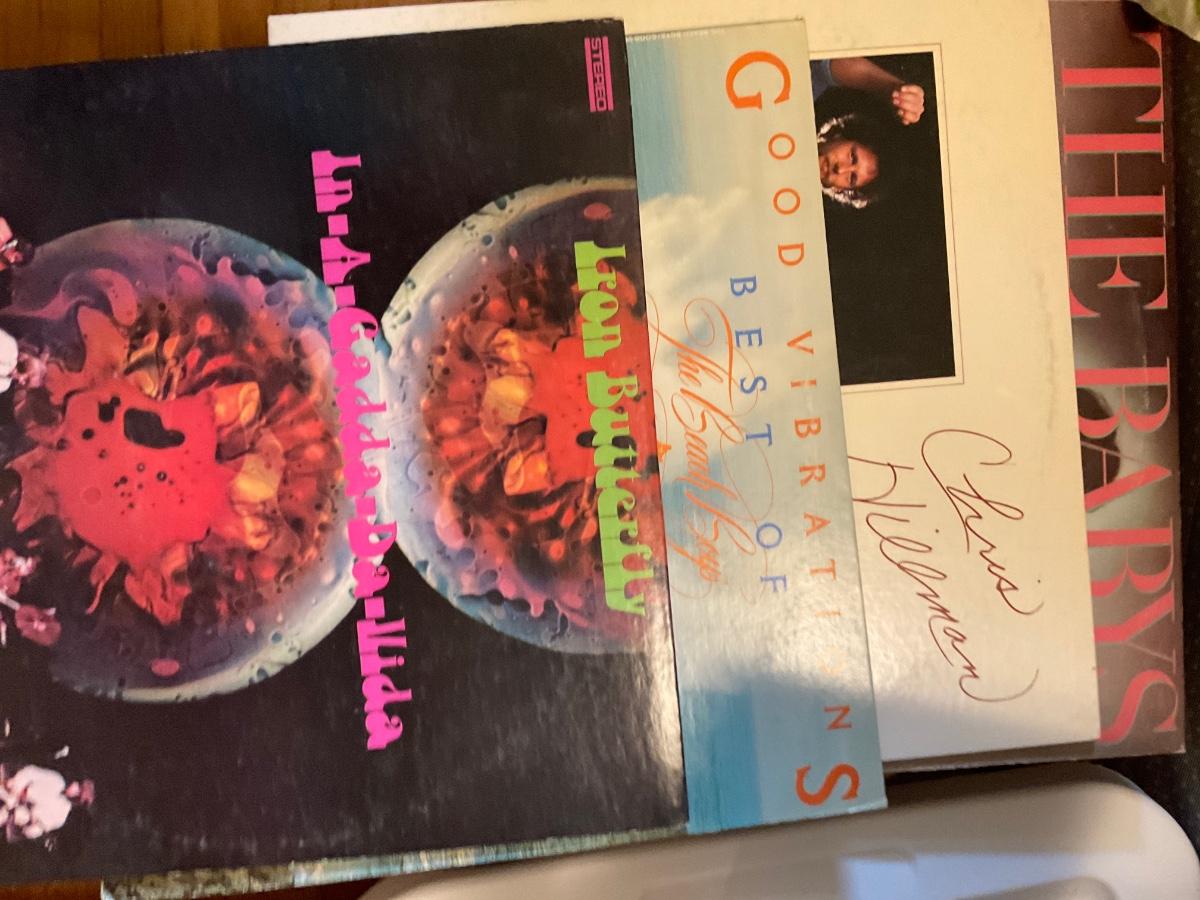 THE BABYS
Chris
Hillman
GOOD VIBRATIONS
BEST OF
The Beach Boys
STEREO
Iron Butterfly
In-A-Gadda-Da-Vida